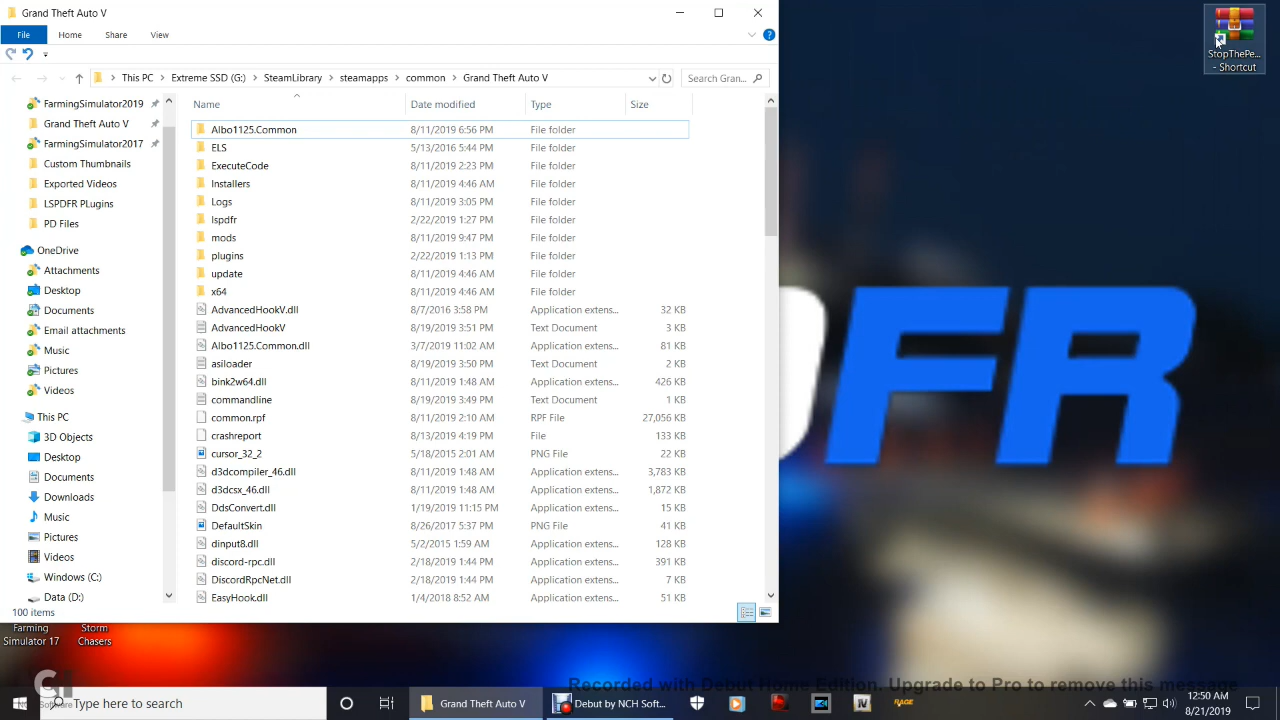 Grand Theft Auto V
File Home Share View
This PC Extreme SSD (G:) SteamLibrary steamapps common Grand Theft Auto V
Search Gran...
FarmingSimulator2019
Grand Theft Auto V
FarmingSimulator2017
Custom Thumbnails
Exported Videos
LSPDFR PLugins
PD Files
OneDrive
Attachments
Desktop
Documents
Email attachments
Music
Pictures
Videos
This PC
3D Objects
Desktop
Documents
Downloads
Music
Pictures
Videos
Windows (C:)
Data (D:)
Name Date modified Type Size
Albo1125.Common 8/11/2019 6:56 PM File folder
ELS 5/13/2016 5:44 PM File folder
ExecuteCode 8/11/2019 2:23 PM File folder
Installers 8/11/2019 4:46 AM File folder
Logs 8/11/2019 3:05 PM File folder
lspdfr 2/22/2019 1:27 PM File folder
mods 8/11/2019 9:47 PM File folder
plugins 2/22/2019 1:13 PM File folder
update 8/11/2019 4:46 AM File folder
x64 8/11/2019 4:46 AM File folder
AdvancedHookV.dll 8/7/2016 3:58 PM Application extens... 32 KB
AdvancedHookV 8/19/2019 3:51 PM Text Document 3 KB
Albo1125.Common.dll 3/7/2019 11:02 AM Application extens... 81 KB
asiloader 8/19/2019 3:50 PM Text Document 2 KB
bink2w64.dll 8/11/2019 1:48 AM Application extens... 426 KB
commandline 8/19/2019 3:49 PM Text Document 1 KB
common.rpf 8/11/2019 2:10 AM RPF File 27,056 KB
crashreport 8/13/2019 4:19 PM File 133 KB
cursor_32_2 5/18/2015 2:01 AM PNG File 22 KB
d3dcompiler_46.dll 8/11/2019 1:48 AM Application extens... 3,783 KB
d3dcsx_46.dll 8/11/2019 1:48 AM Application extens... 1,872 KB
DdsConvert.dll 1/19/2019 11:15 PM Application extens... 15 KB
DefaultSkin 8/26/2017 5:37 PM PNG File 41 KB
dinput8.dll 5/2/2015 1:59 AM Application extens... 128 KB
discord-rpc.dll 2/18/2019 1:44 PM Application extens... 391 KB
DiscordRpcNet.dll 2/18/2019 1:44 PM Application extens... 7 KB
EasyHook.dll 1/4/2018 8:52 AM Application extens... 51 KB
100 items
StopThePe...
- Shortcut
FR
Farming
Simulator 17
Storm
Chasers
Recorded with Debut Home Edition. Upgrade to Pro to remove this message
Type here to search
Grand Theft Auto V
Debut by NCH Soft...
IV
RAGE
12:50 AM
8/21/2019